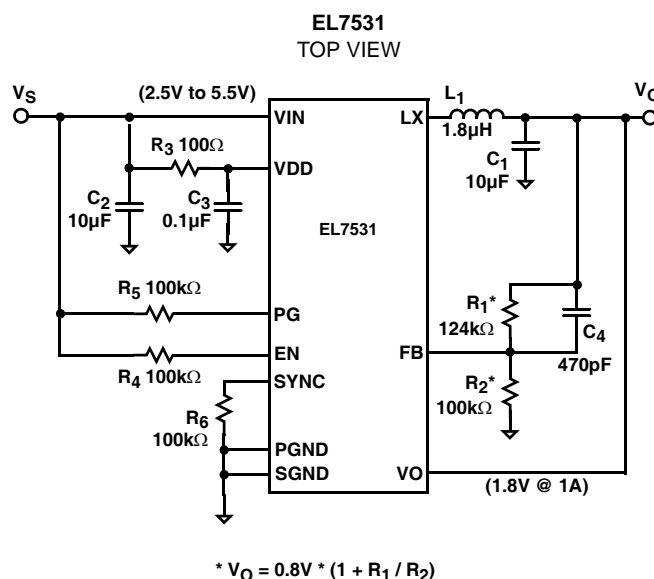 EL7531
TOP VIEW
VS
(2.5V to 5.5V)
VIN
LX
L1
1.8µH
VO
R3 100Ω
VDD
C1
10µF
C2
10µF
C3
0.1µF
EL7531
R5 100kΩ
PG
R1*
124kΩ
C4
470pF
EN
FB
R4 100kΩ
SYNC
R2*
100kΩ
R6
100kΩ
PGND
SGND
VO
(1.8V @ 1A)
* VO = 0.8V * (1 + R1 / R2)